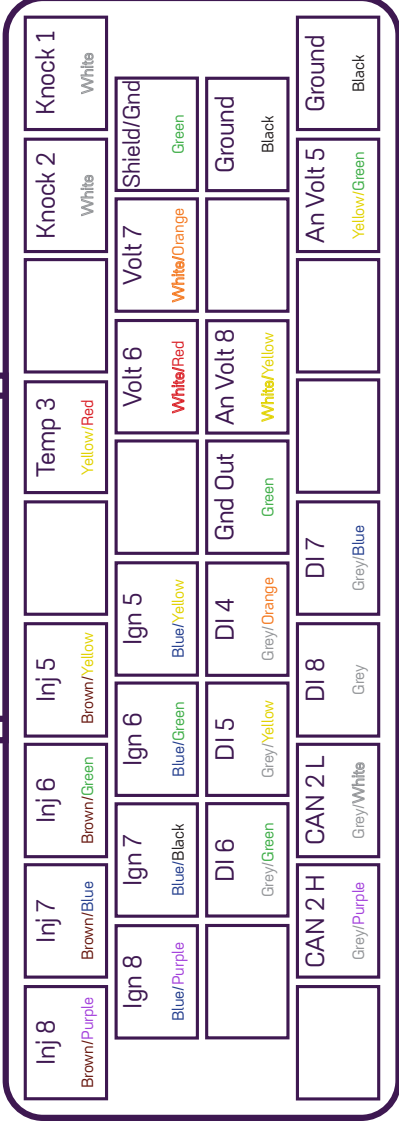 Inj 8
Brown/Purple
Inj 7
Brown/Blue
Inj 6
Brown/Green
Inj 5
Brown/Yellow
Temp 3
Yellow/Red
Knock 2
White
Knock 1
White
Ign 8
Blue/Purple
Ign 7
Blue/Black
Ign 6
Blue/Green
Ign 5
Blue/Yellow
Volt 6
White/Red
Volt 7
White/Orange
Shield/Gnd
Green
DI 6
Grey/Green
DI 5
Grey/Yellow
DI 4
Grey/Orange
Gnd Out
Green
An Volt 8
White/Yellow
Ground
Black
CAN 2 H
Grey/Purple
CAN 2 L
Grey/White
DI 8
Grey
DI 7
Grey/Blue
An Volt 5
Yellow/Green
Ground
Black